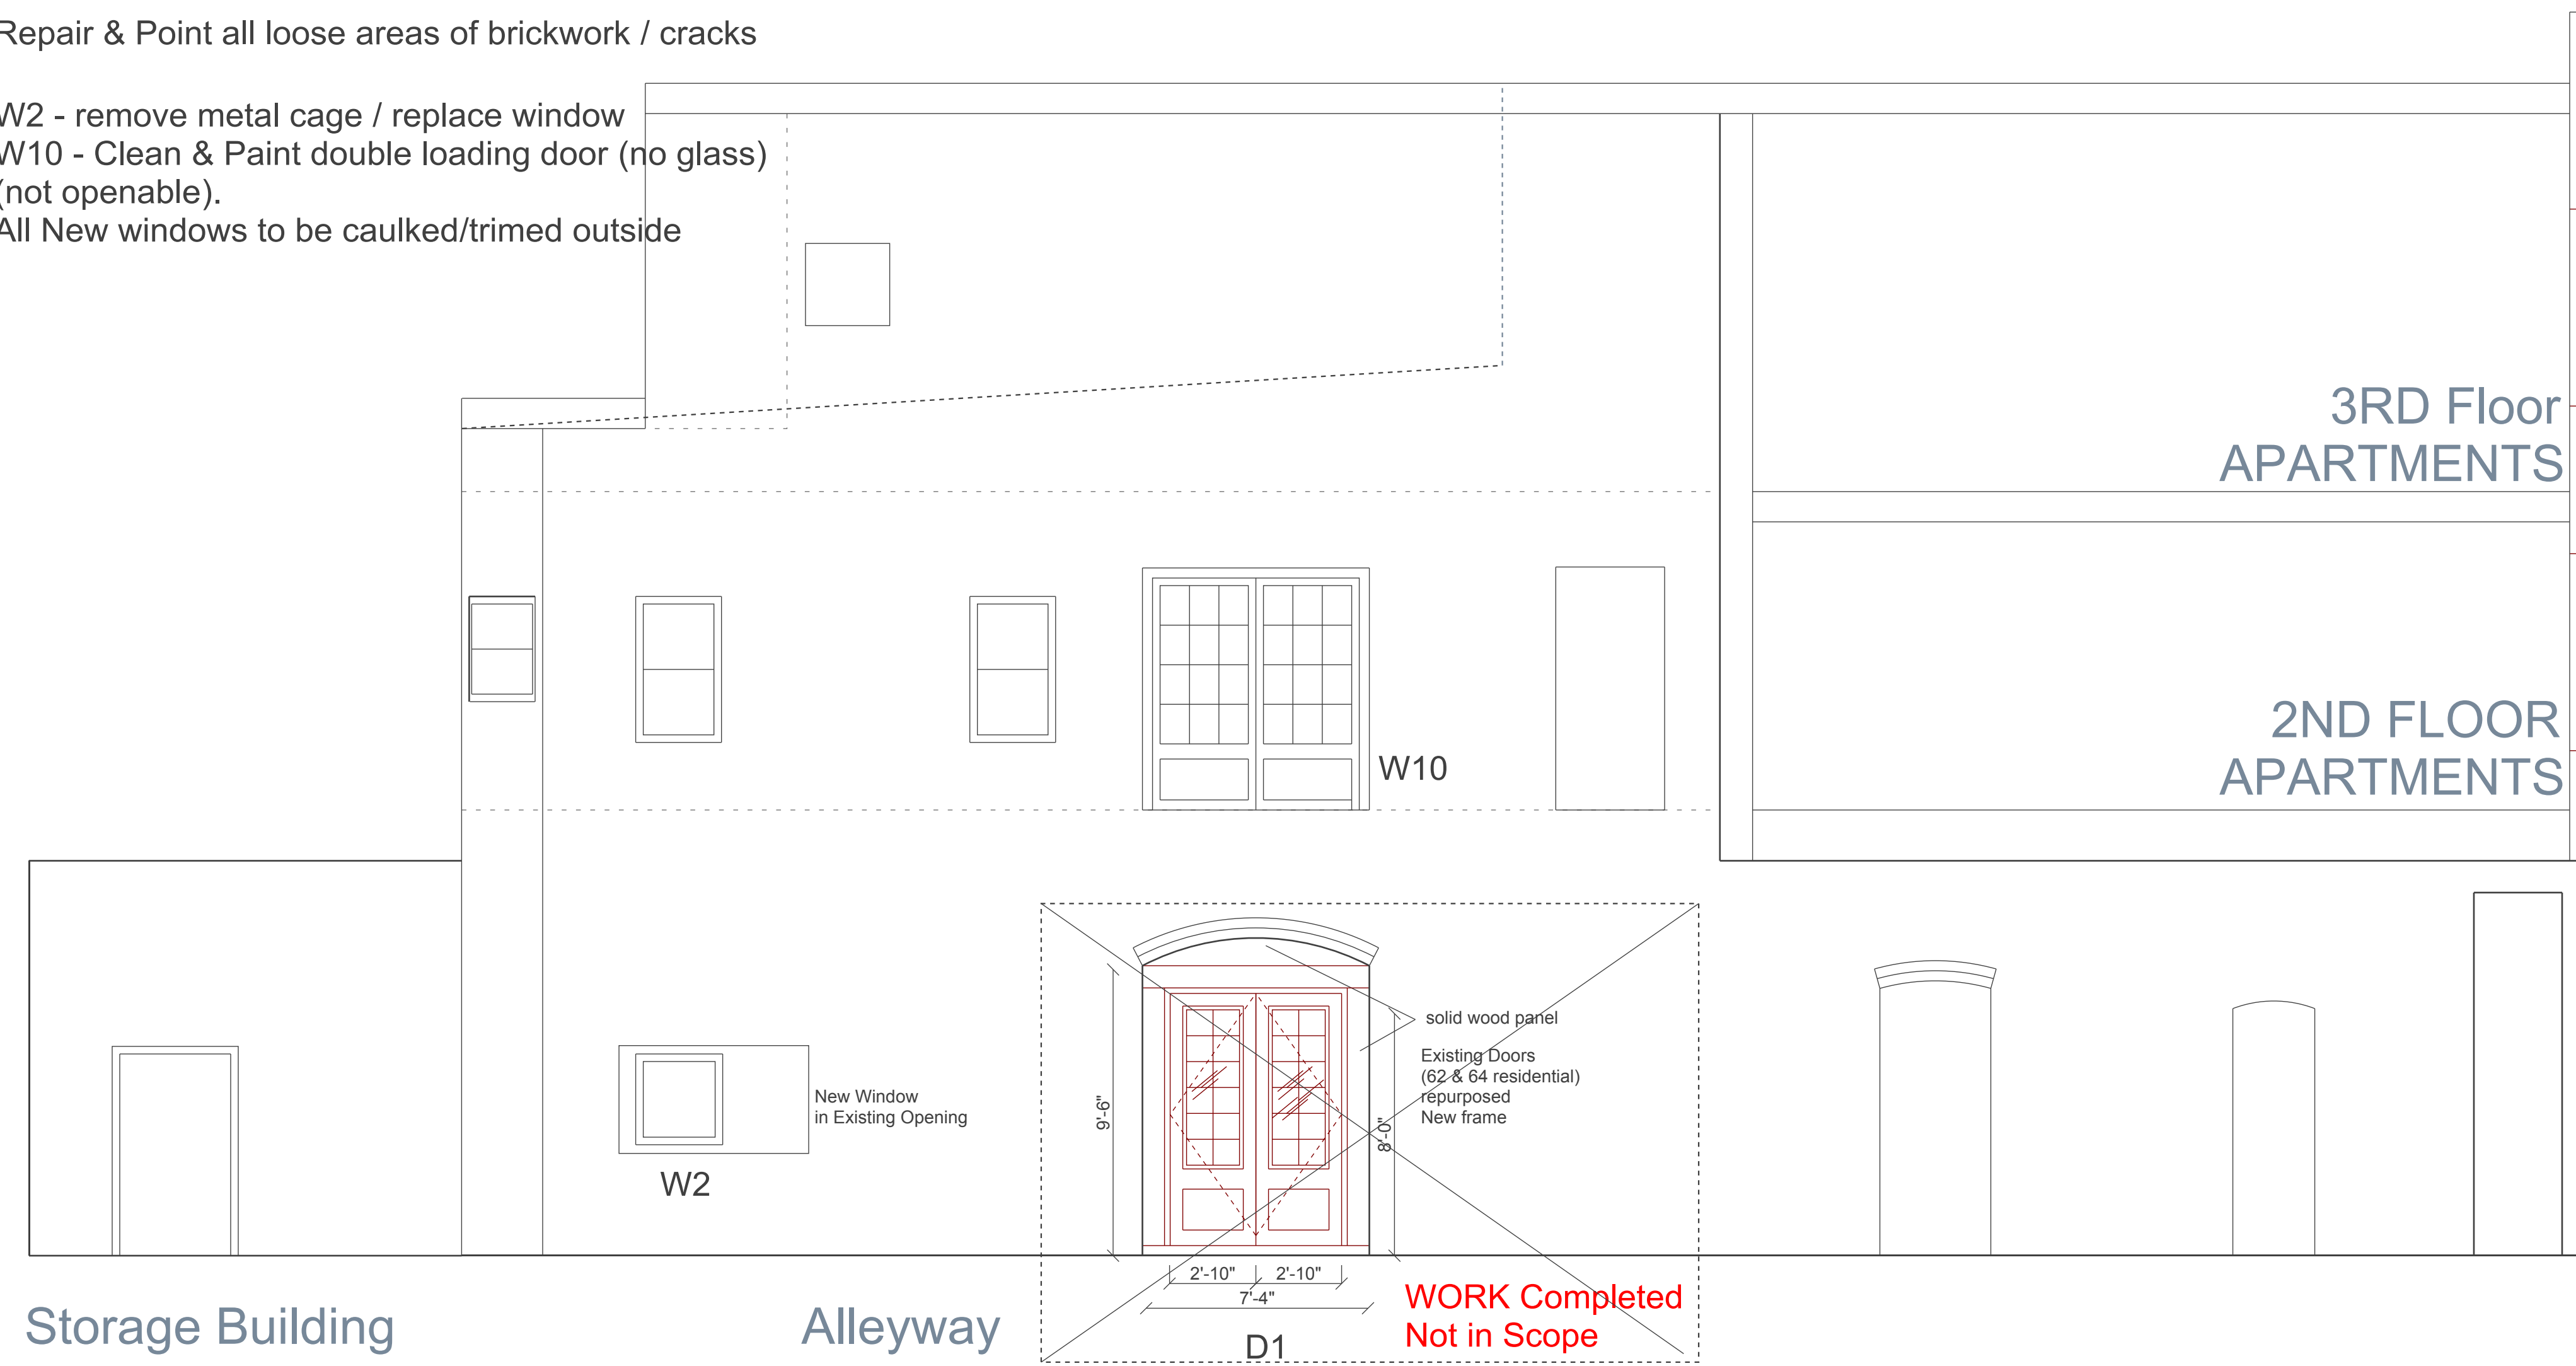 Repair & Point all loose areas of brickwork / cracks
W2 - remove metal cage / replace window
W10 - Clean & Paint double loading door (no glass)
(not openable).
All New windows to be caulked/trimed outside
3RD Floor
APARTMENTS
2ND FLOOR
APARTMENTS
W10
solid wood panel
Existing Doors
(62 & 64 residential)
repurposed
New frame
New Window
in Existing Opening
9'-6"
8'-0"
W2
2'-10" 2'-10"
7'-4"
WORK Completed
Not in Scope
Storage Building
Alleyway
D1